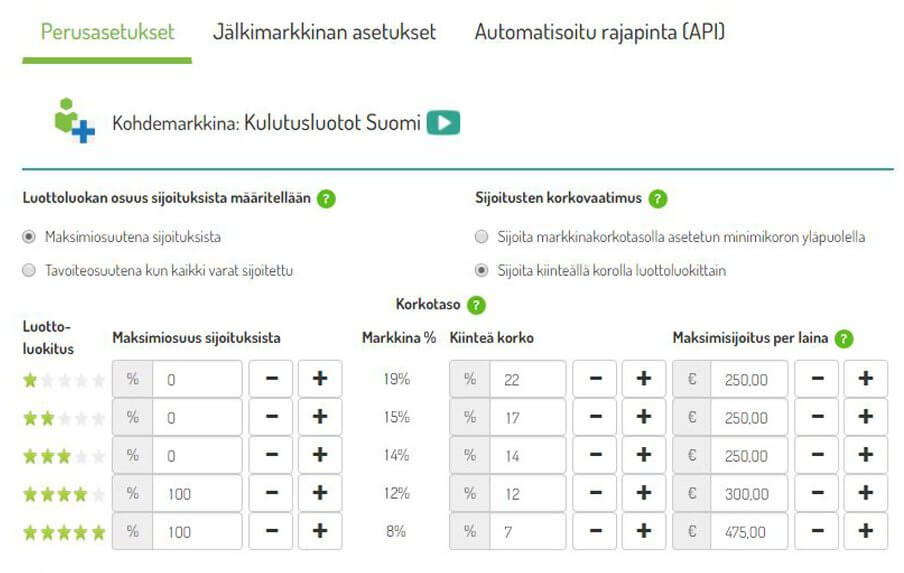 Perusasetukset Jälkimarkkinan asetukset Automatisoitu rajapinta (API)
Kohdemarkkina: Kulutusluotot Suomi
Luottoluokan osuus sijoituksista määritellään ? Sijoitusten korkovaatimus ?
Maksimiosuutena sijoituksista Sijoita markkinakorkotasolla asetetun minimikoron yläpuolella
Tavoiteosuutena kun kaikki varat sijoitettu Sijoita kiinteällä korolla luottoluokittain
Korkotaso ?
Luotto-
luokitus Maksimiosuus sijoituksista Markkina % Kiinteä korko Maksimisijoitus per laina ?
% 0 − + 19% % 22 − + € 250,00 − +
% 0 − + 15% % 17 − + € 250,00 − +
% 0 − + 14% % 14 − + € 250,00 − +
% 100 − + 12% % 12 − + € 300,00 − +
% 100 − + 8% % 7 − + € 475,00 − +